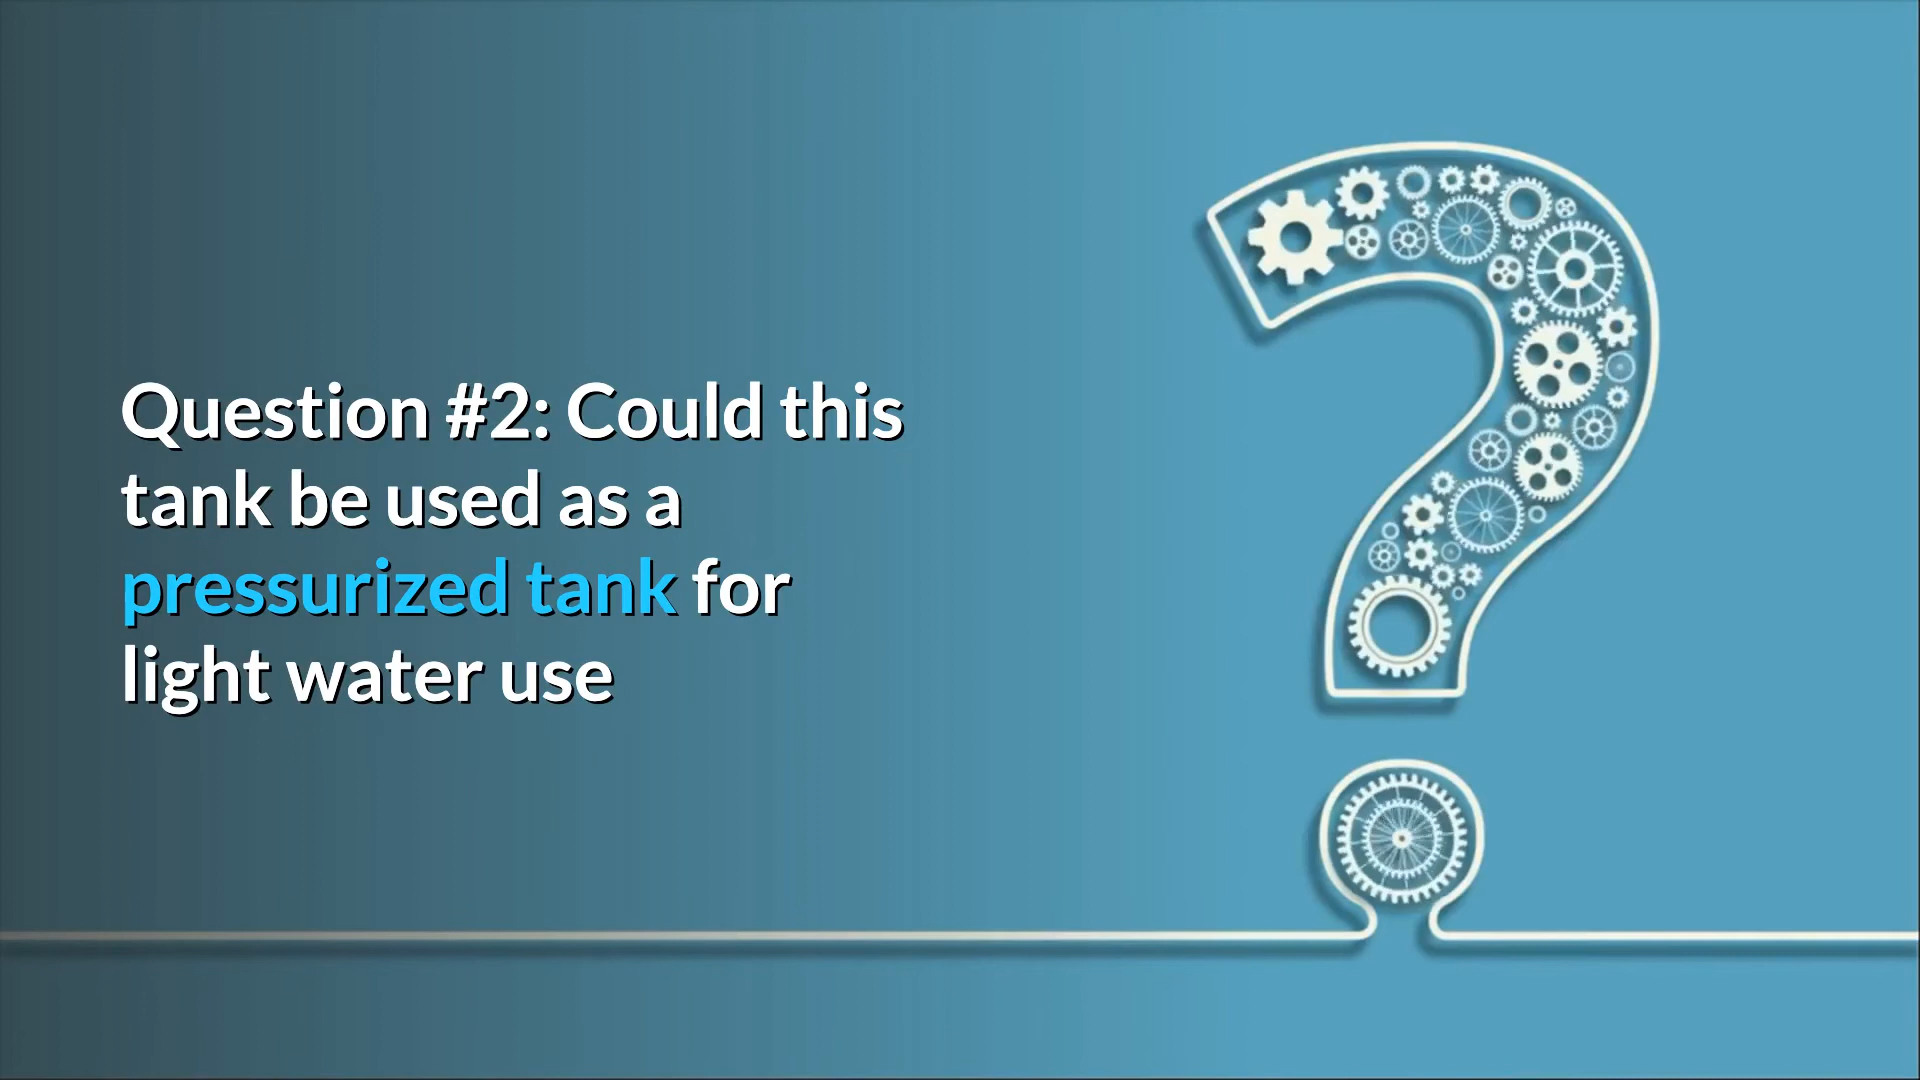 Question #2: Could this
tank be used as a
pressurized tank for
light water use